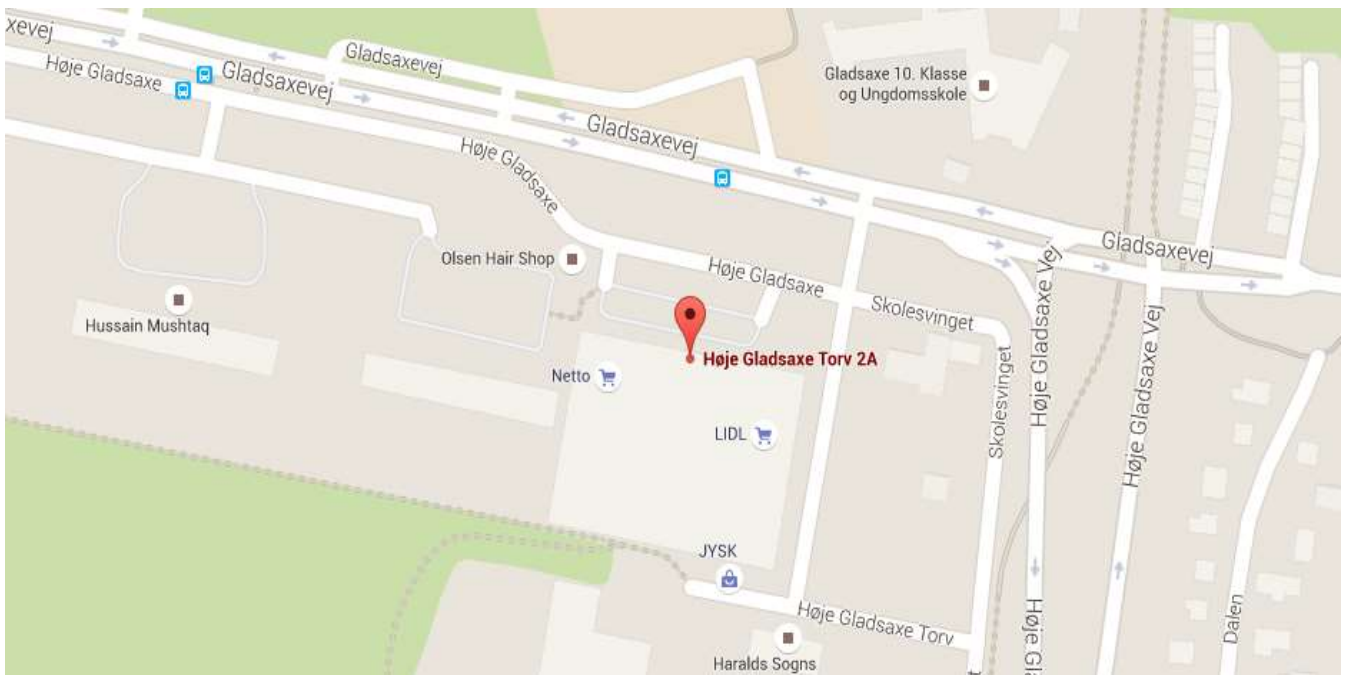 xevej
Høje Gladsaxe
Gladsaxevej
Gladsaxevej
Gladsaxevej
Høje Gladsaxe
Gladsaxe 10. Klasse
og Ungdomsskole
Olsen Hair Shop
Høje Gladsaxe
Skolesvinget
Gladsaxevej
Hussain Mushtaq
Høje Gladsaxe Torv 2A
Netto
LIDL
Skolesvinget
Høje Gladsaxe Vej
Høje Gladsaxe Vej
JYSK
Høje Gladsaxe Torv
Haralds Sogns
Høje Gl
Dalen